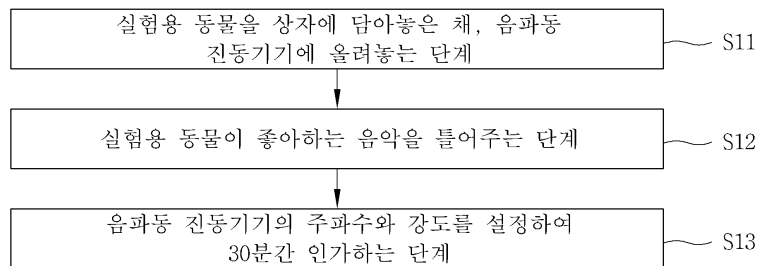 실험용 동물을 상자에 담아놓은 채, 음파동
진동기기에 올려놓는 단계
S11
실험용 동물이 좋아하는 음악을 틀어주는 단계
S12
음파동 진동기기의 주파수와 강도를 설정하여
30분간 인가하는 단계
S13